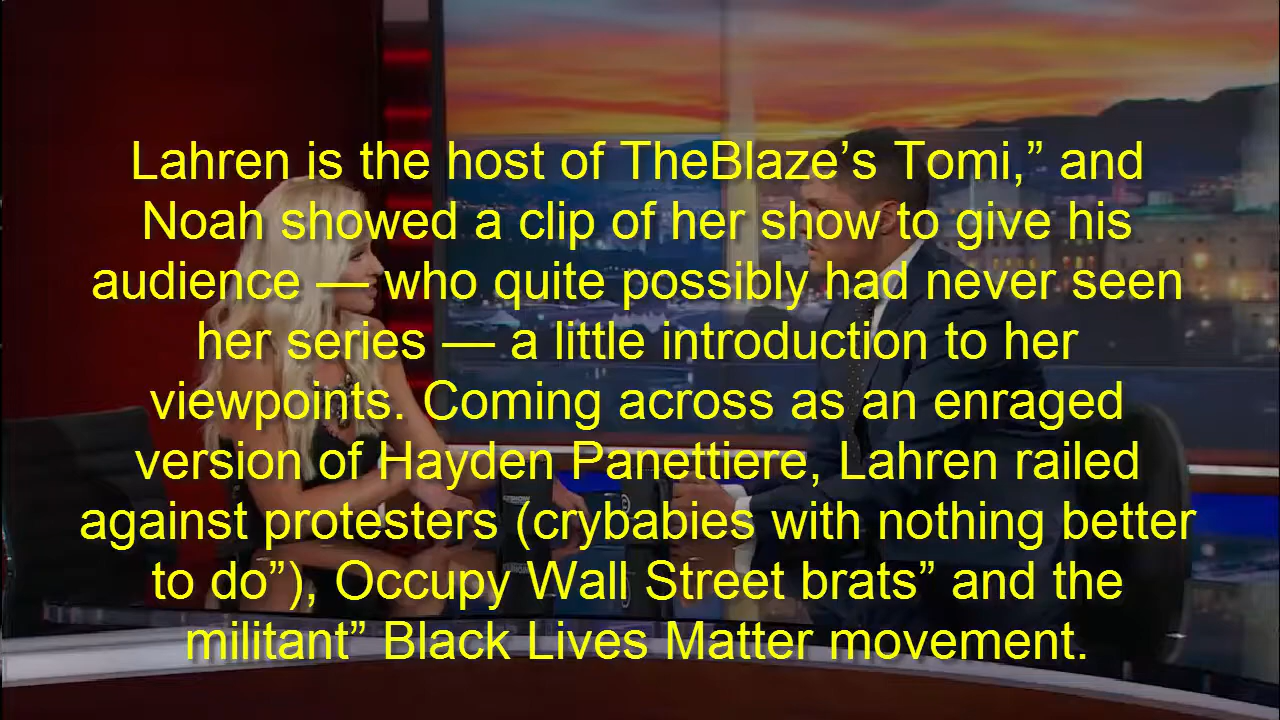 Lahren is the host of TheBlaze’s Tomi,” and
Noah showed a clip of her show to give his
audience — who quite possibly had never seen
her series — a little introduction to her
viewpoints. Coming across as an enraged
version of Hayden Panettiere, Lahren railed
against protesters (crybabies with nothing better
to do”), Occupy Wall Street brats” and the
militant” Black Lives Matter movement.